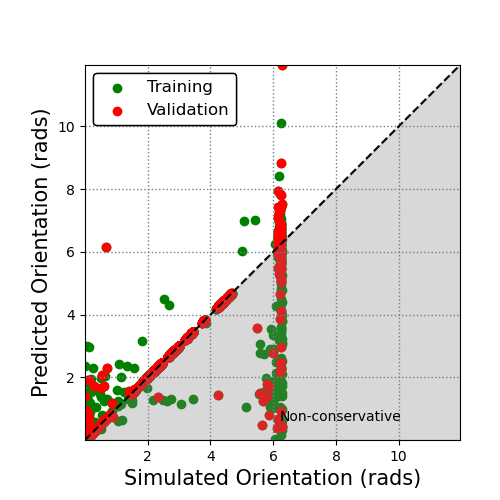 Training
Validation
10
8
6
4
2
Predicted Orientation (rads)
Non-conservative
2 4 6 8 10
Simulated Orientation (rads)